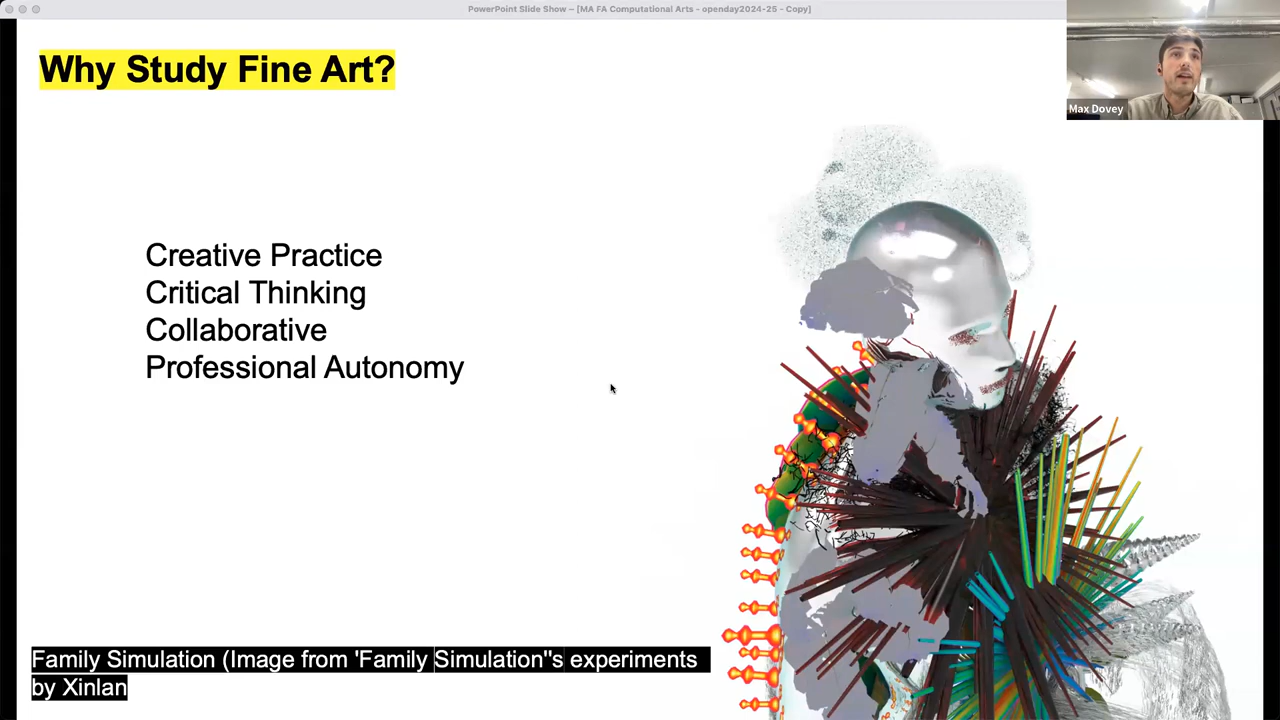 PowerPoint Slide Show – [MA FA Computational Arts - openday2024-25 - Copy]
Why Study Fine Art?
Max Dovey
Creative Practice
Critical Thinking
Collaborative
Professional Autonomy
Family Simulation (Image from 'Family Simulation''s experiments
by Xinlan